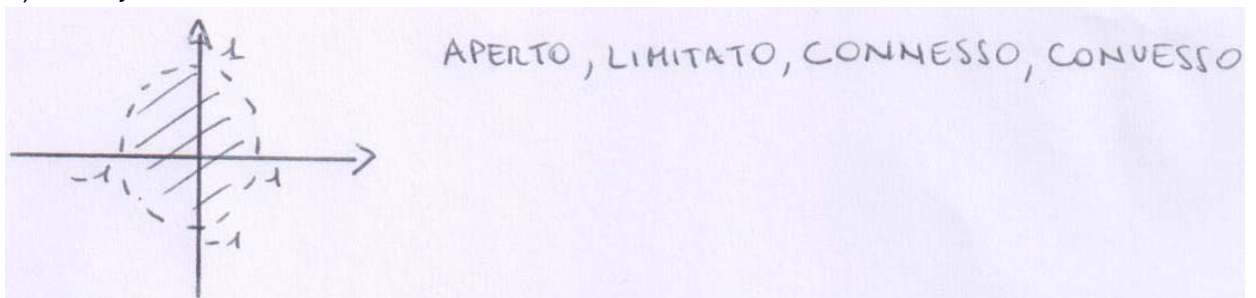 1
APERTO, LIMITATO, CONNESSO, CONVESSO
-1 1
-1